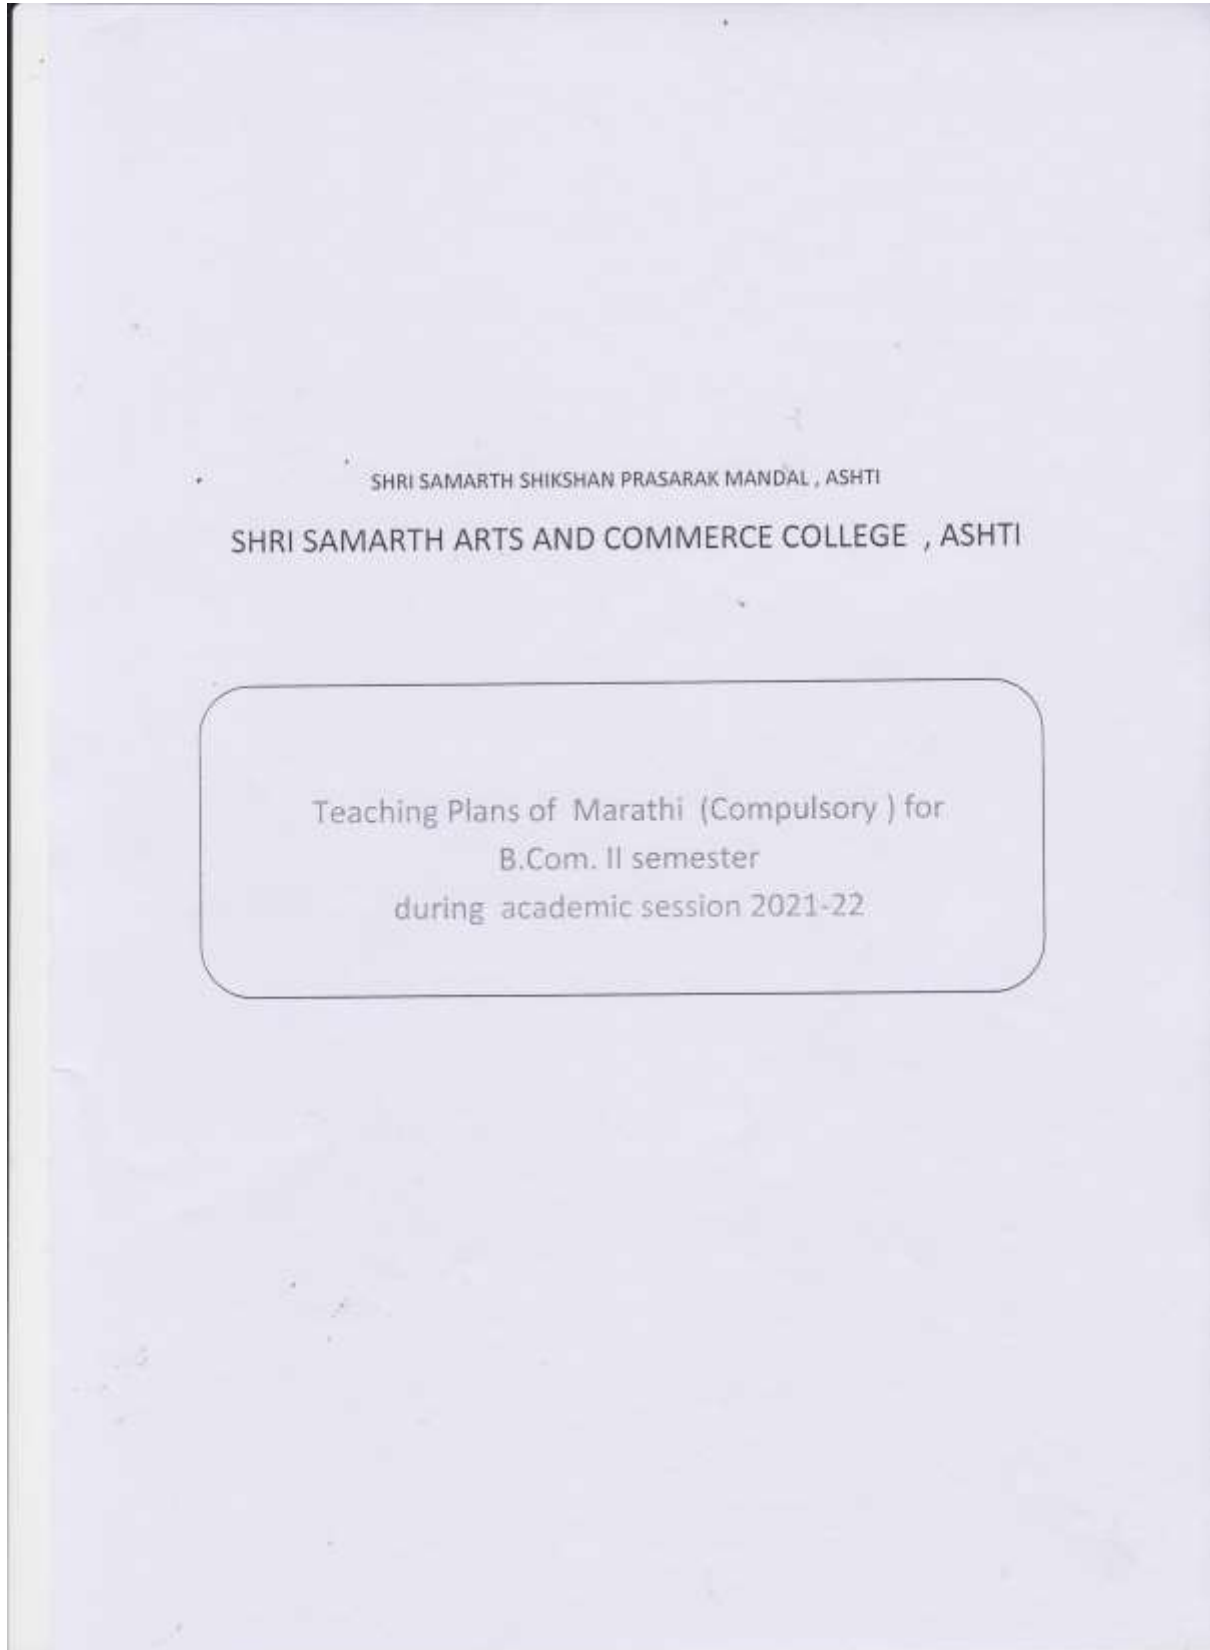 SHRI SAMARTH SHIKSHAN PRASARAK MANDAL , ASHTI
SHRI SAMARTH ARTS AND COMMERCE COLLEGE , ASHTI
Teaching Plans of Marathi (Compulsory ) for
B.Com. II semester
during academic session 2021-22